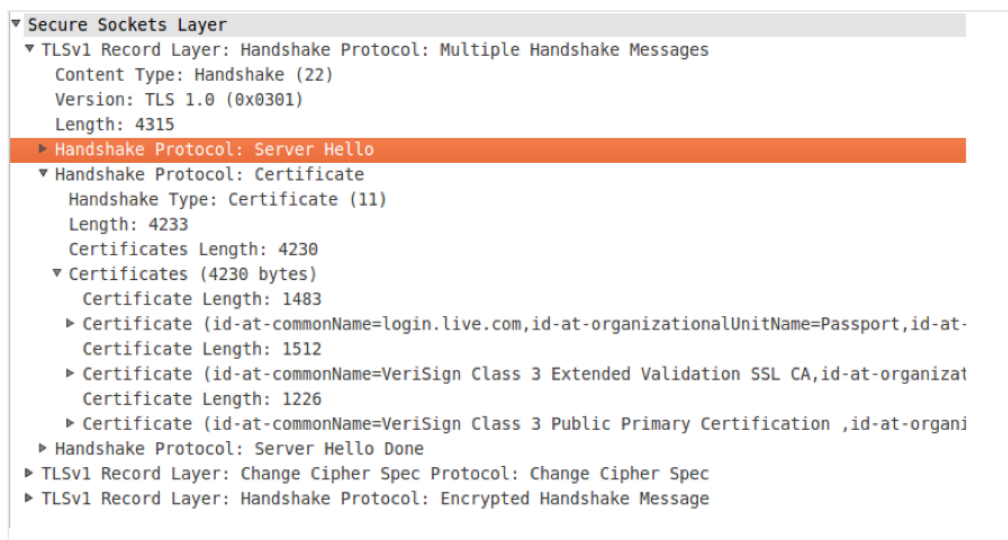 Secure Sockets Layer
TLSv1 Record Layer: Handshake Protocol: Multiple Handshake Messages
Content Type: Handshake (22)
Version: TLS 1.0 (0x0301)
Length: 4315
Handshake Protocol: Server Hello
Handshake Protocol: Certificate
Handshake Type: Certificate (11)
Length: 4233
Certificates Length: 4230
Certificates (4230 bytes)
Certificate Length: 1483
Certificate (id-at-commonName=login.live.com,id-at-organizationalUnitName=Passport,id-at-
Certificate Length: 1512
Certificate (id-at-commonName=VeriSign Class 3 Extended Validation SSL CA,id-at-organizat
Certificate Length: 1226
Certificate (id-at-commonName=VeriSign Class 3 Public Primary Certification ,id-at-organi
Handshake Protocol: Server Hello Done
TLSv1 Record Layer: Change Cipher Spec Protocol: Change Cipher Spec
TLSv1 Record Layer: Handshake Protocol: Encrypted Handshake Message